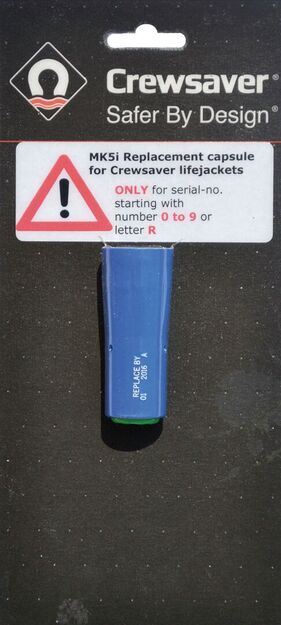 Crewsaver®
Safer By Design®
MK5i Replacement capsule
for Crewsaver lifejackets
ONLY for serial-no.
starting with
number 0 to 9 or
letter R
!
REPLACE BY
01 2016 A